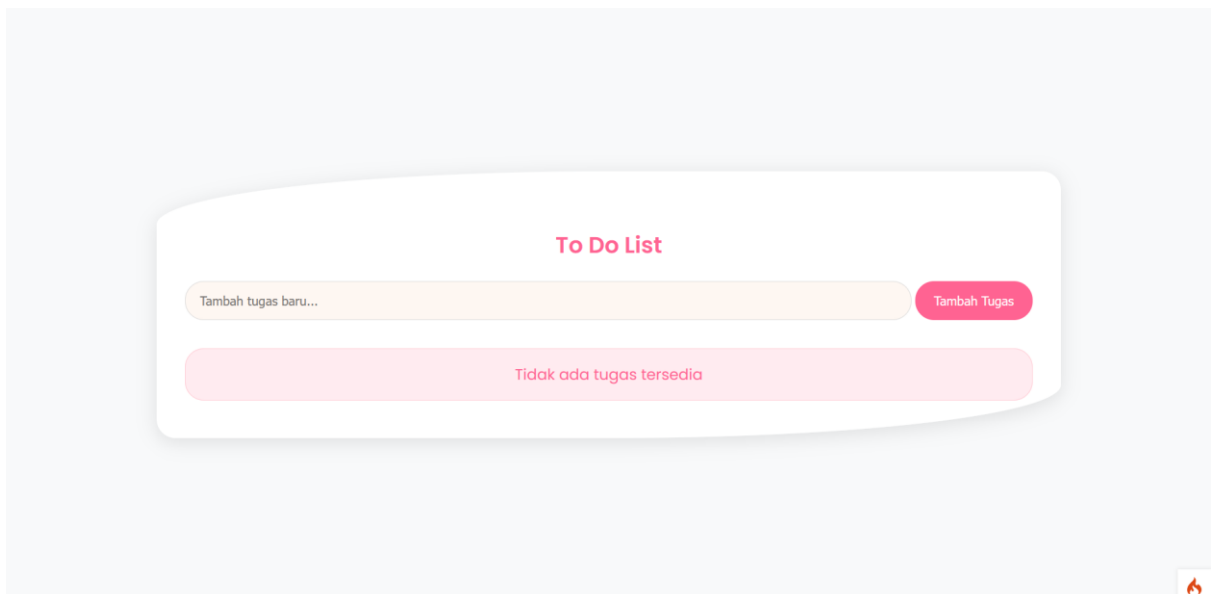 To Do List
Tambah tugas baru...
Tambah Tugas
Tidak ada tugas tersedia